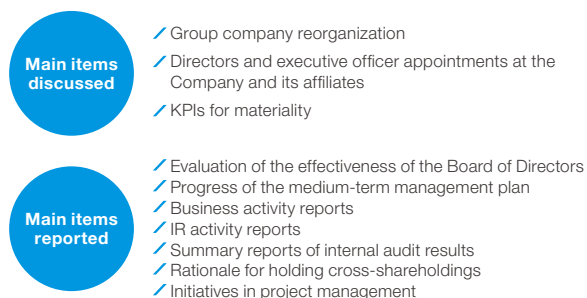 Main items
discussed
Group company reorganization
Directors and executive officer appointments at the
Company and its affiliates
KPIs for materiality
Main items
reported
Evaluation of the effectiveness of the Board of Directors
Progress of the medium-term management plan
Business activity reports
IR activity reports
Summary reports of internal audit results
Rationale for holding cross-shareholdings
Initiatives in project management